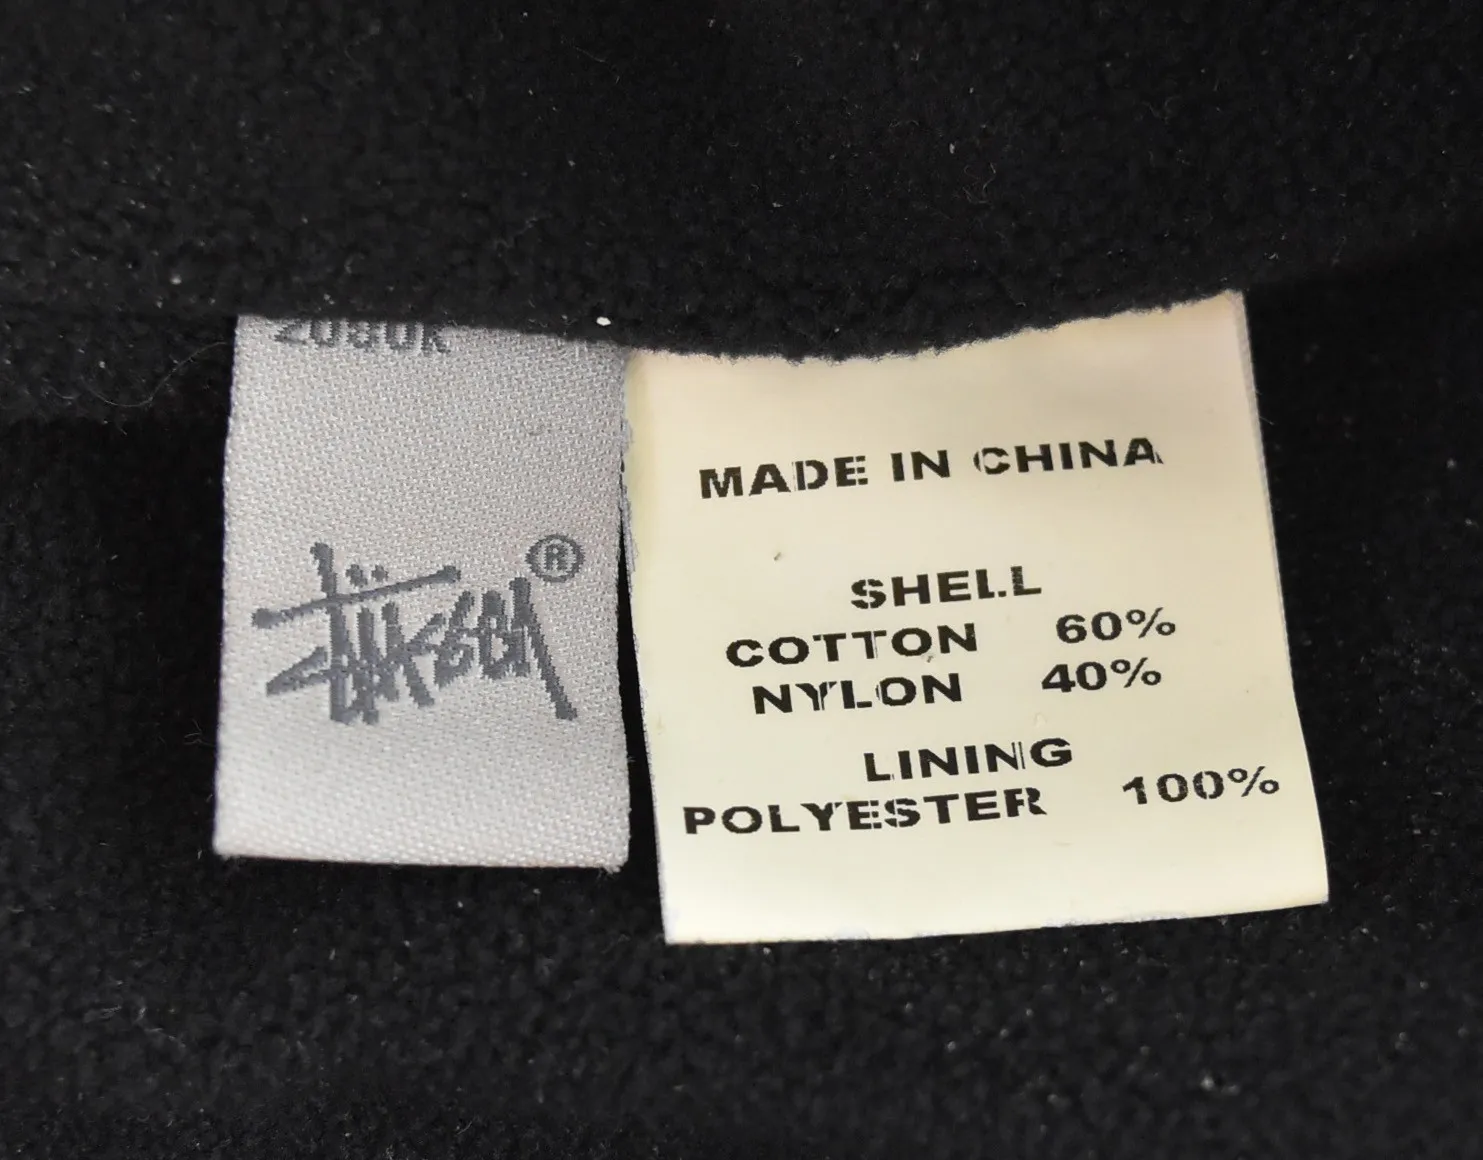 Stüssy ®
MADE IN CHINA
SHELL
COTTON 60%
NYLON 40%
LINING
POLYESTER 100%